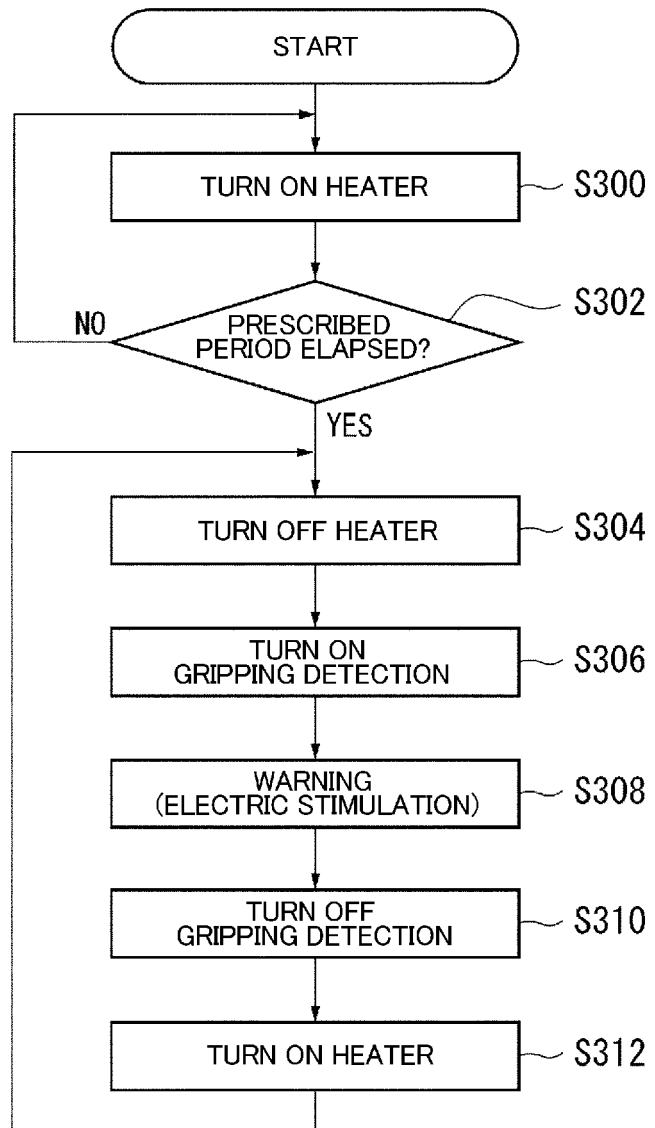 START
TURN ON HEATER
S300
PRESCRIBED
PERIOD ELAPSED?
S302
NO
YES
TURN OFF HEATER
S304
TURN ON
GRIPPING DETECTION
S306
WARNING
(ELECTRIC STIMULATION)
S308
TURN OFF
GRIPPING DETECTION
S310
TURN ON HEATER
S312